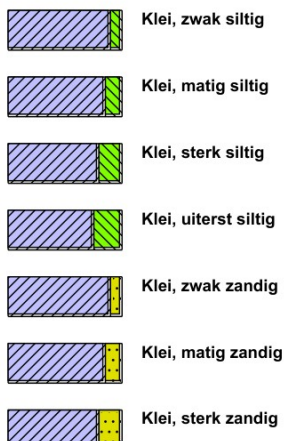 Klei, zwak siltig
Klei, matig siltig
Klei, sterk siltig
Klei, uiterst siltig
Klei, zwak zandig
Klei, matig zandig
Klei, sterk zandig